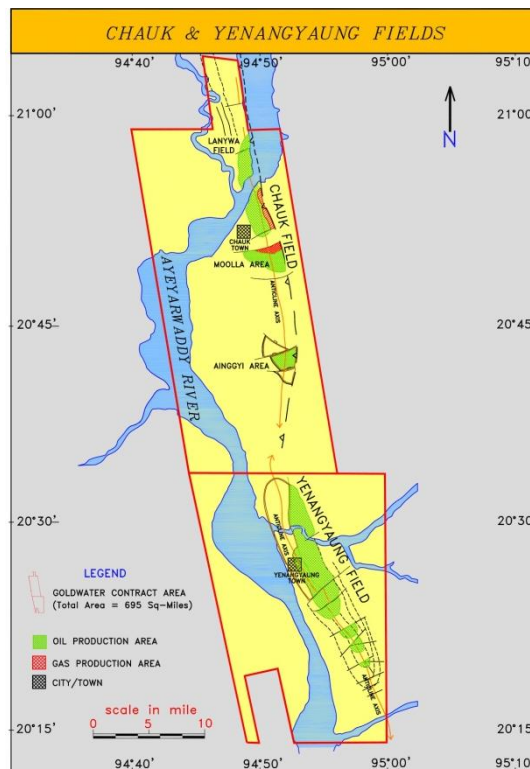 CHAUK & YENANGYAUNG FIELDS
94°40' 94°50' 95°00' 95°10'
21°00' 21°00'
N
LANYWA
FIELD
CHAUK FIELD
CHAUK
TOWN
MOOLLA AREA
ANTICLINE AXIS
AYEYARWADDY RIVER
20°45' 20°45'
AINGGYI AREA
20°30' 20°30'
YENANGYAUNG FIELD
ANTICLINE AXIS
YENANGYAUNG
TOWN
LEGEND
GOLDWATER CONTRACT AREA
(Total Area = 695 Sq-Miles)
OIL PRODUCTION AREA
GAS PRODUCTION AREA
CITY/TOWN
scale in mile
0 5 10
ANTICLINE AXIS
20°15' 20°15'
94°40' 94°50' 95°00' 95°10'